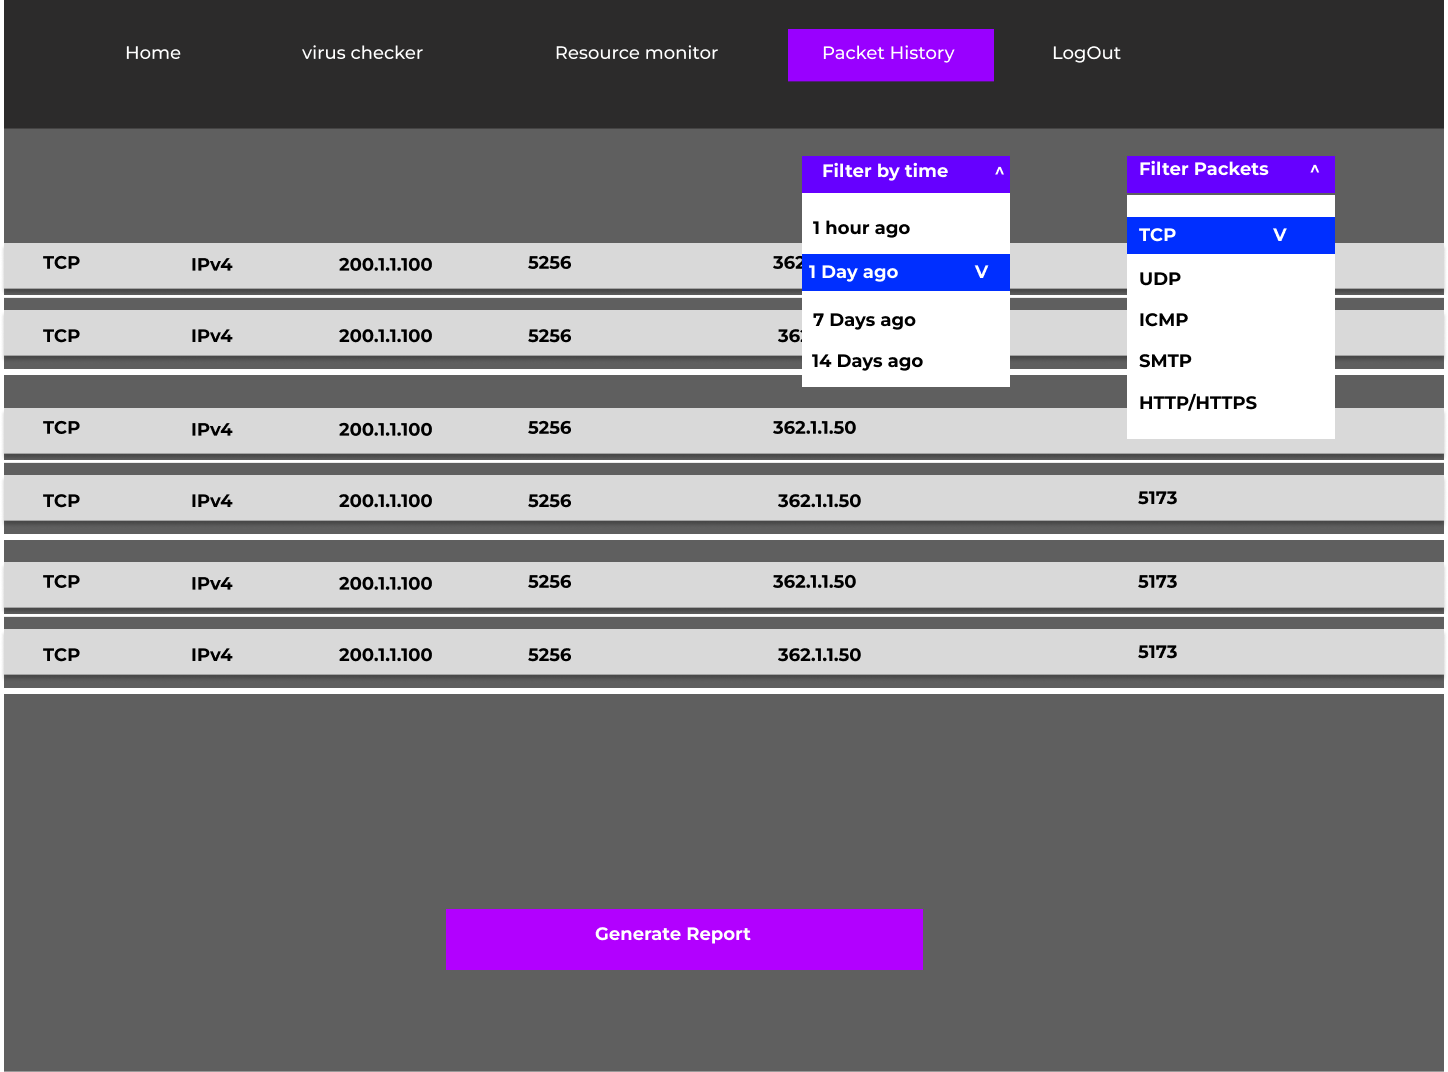 Home virus checker Resource monitor Packet History LogOut
Filter by time ^ Filter Packets ^
1 hour ago
TCP V
TCP IPv4 200.1.1.100 5256 362
1 Day ago V
UDP
7 Days ago ICMP
TCP IPv4 200.1.1.100 5256 36
14 Days ago SMTP
HTTP/HTTPS
TCP IPv4 200.1.1.100 5256 362.1.1.50
TCP IPv4 200.1.1.100 5256 362.1.1.50 5173
TCP IPv4 200.1.1.100 5256 362.1.1.50 5173
TCP IPv4 200.1.1.100 5256 362.1.1.50 5173
Generate Report